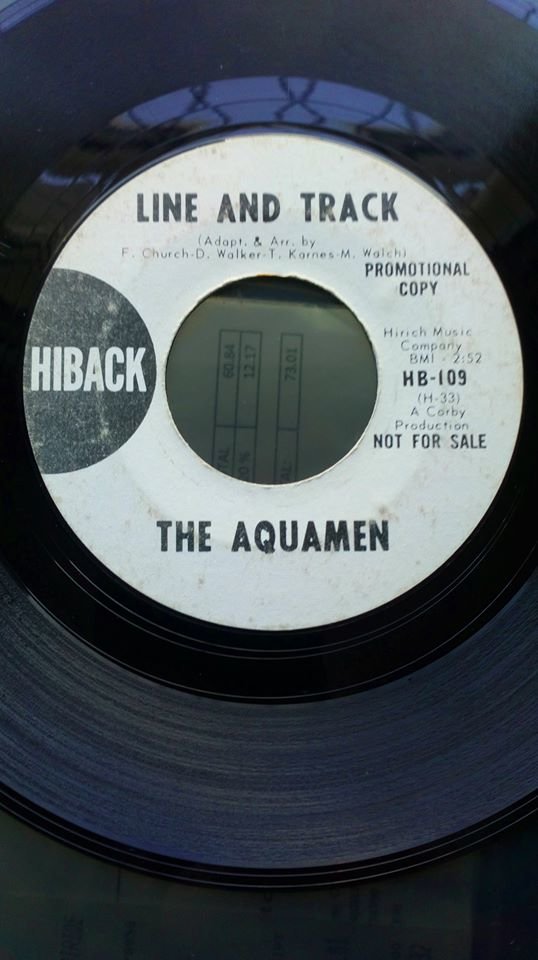 LINE AND TRACK
(Adapt. & Arr. by
F. Church-D. Walker-T. Karnes-M. Walch)
PROMOTIONAL
COPY
HIBACK
Hirich Music
Company
BMI - 2:52
HB-109
(H-33)
A Corby
Production
NOT FOR SALE
THE AQUAMEN
60.84
12.17
73.01